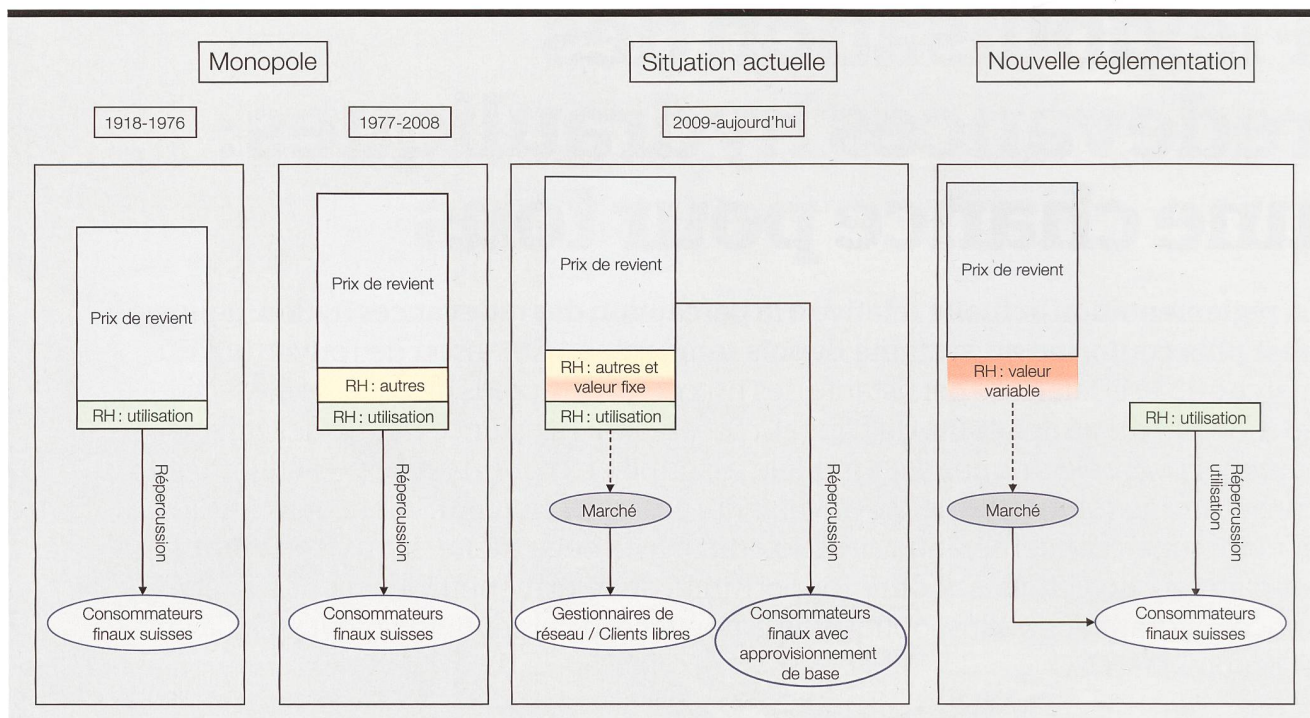 Monopole
Situation actuelle
Nouvelle réglementation
1918-1976
1977-2008
2009-aujourd'hui
Prix de revient
RH : utilisation
Répercussion
Consommateurs
finaux suisses
Prix de revient
RH : autres
RH : utilisation
Répercussion
Consommateurs
finaux suisses
Prix de revient
RH : autres et
valeur fixe
RH : utilisation
Marché
Répercussion
Gestionnaires de
réseau / Clients libres
Consommateurs
finaux avec
approvisionnement
de base
Prix de revient
RH : valeur
variable
RH : utilisation
Marché
Répercussion
utilisation
Consommateurs
finaux suisses